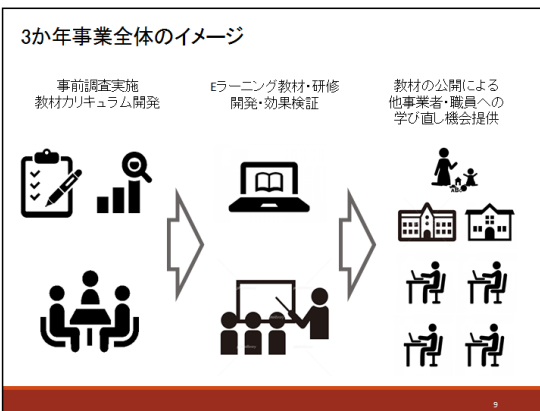 3か年事業全体のイメージ
事前調査実施
教材カリキュラム開発
Eラーニング教材・研修
開発・効果検証
教材の公開による
他事業者・職員への
学び直し機会提供
9